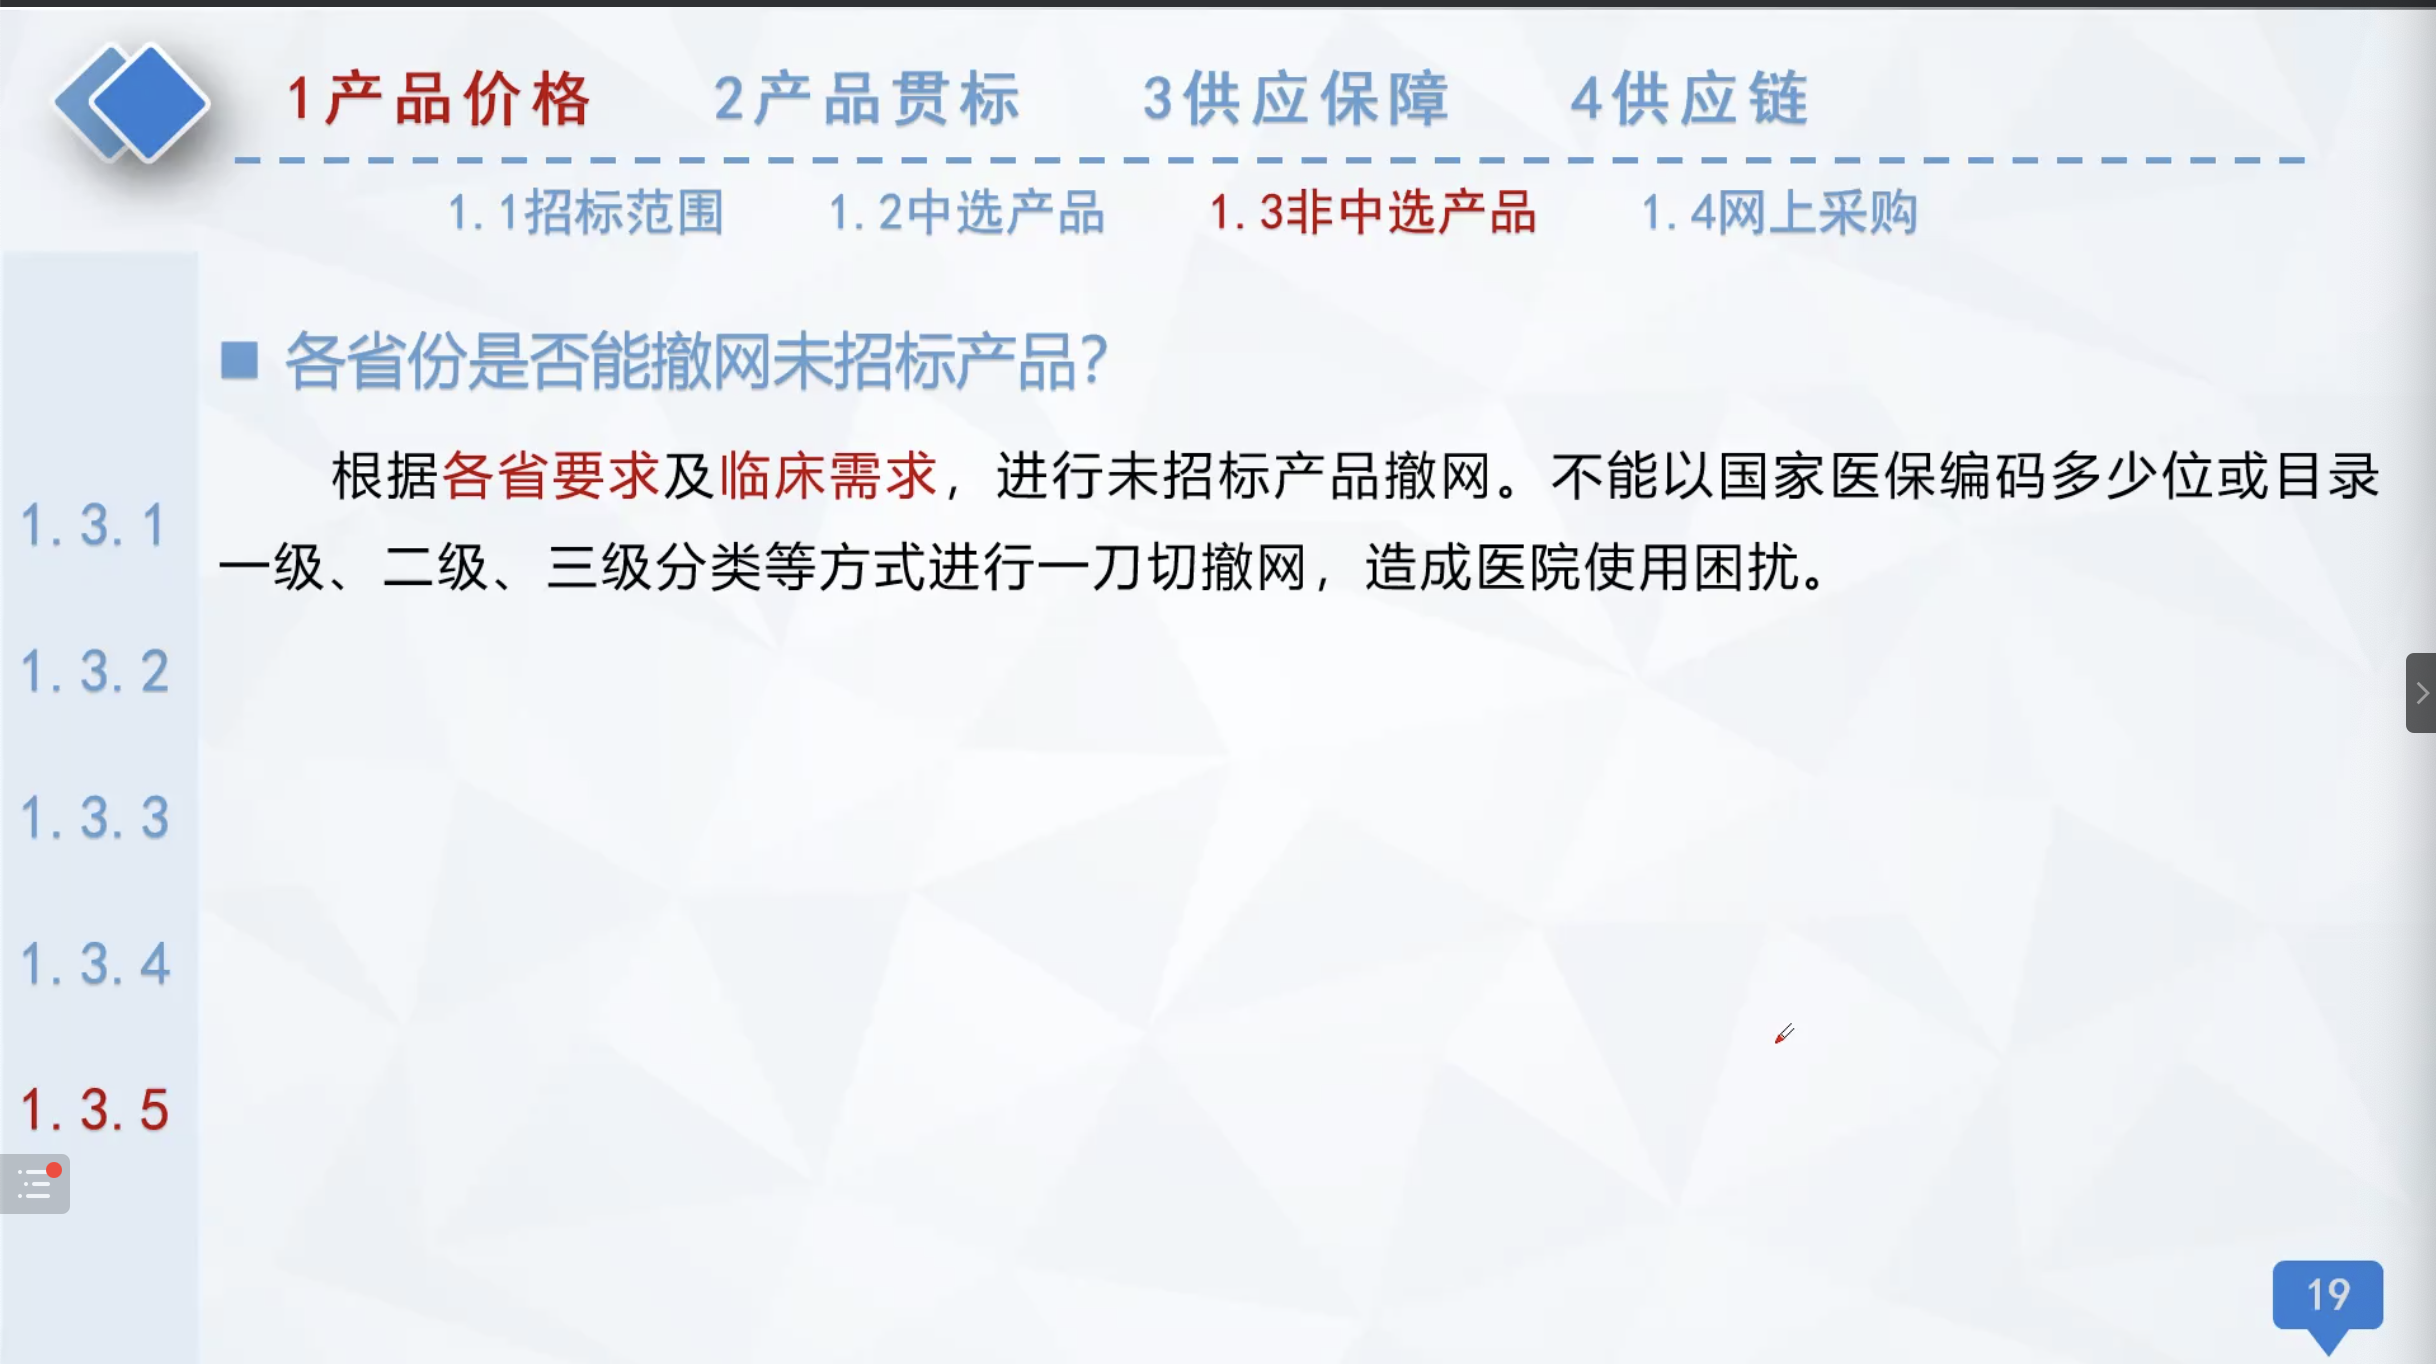 1产品价格 2产品贯标 3供应保障 4供应链
1.1招标范围 1.2中选产品 1.3非中选产品 1.4网上采购
■ 各省份是否能撤网未招标产品？
根据各省要求及临床需求，进行未招标产品撤网。不能以国家医保编码多少位或目录
一级、二级、三级分类等方式进行一刀切撤网，造成医院使用困扰。
1.3.1
1.3.2
1.3.3
1.3.4
1.3.5
19